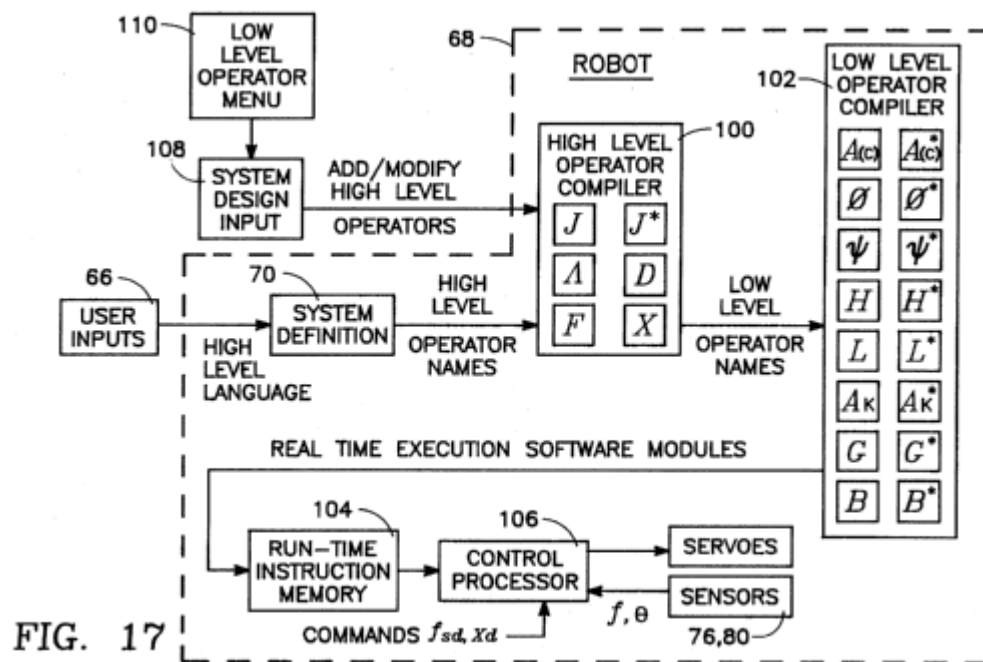 110
LOW
LEVEL
OPERATOR
MENU
108
SYSTEM
DESIGN
INPUT
ADD/MODIFY
HIGH LEVEL
OPERATORS
68
ROBOT
100
HIGH LEVEL
OPERATOR
COMPILER
J J*
Λ D
F X
102
LOW LEVEL
OPERATOR
COMPILER
A(C) A(C)*
Ø Ø*
ψ ψ*
H H*
L L*
AK AK*
G G*
B B*
66
USER
INPUTS
HIGH
LEVEL
LANGUAGE
70
SYSTEM
DEFINITION
HIGH
LEVEL
OPERATOR
NAMES
LOW
LEVEL
OPERATOR
NAMES
REAL TIME EXECUTION SOFTWARE MODULES
104
RUN-TIME
INSTRUCTION
MEMORY
106
CONTROL
PROCESSOR
SERVOES
SENSORS
f, θ
76,80
COMMANDS fsd, Xd
FIG. 17